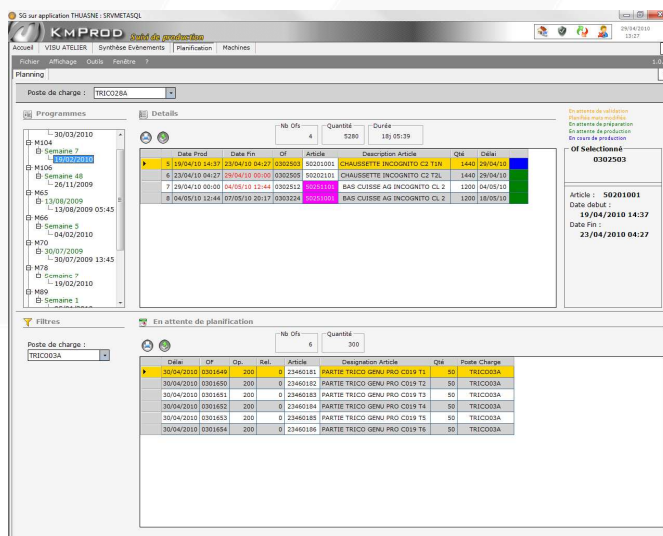 SG sur application THUASNE : SRVMETASQL
KMPROD Suivi de production
29/04/2010
13:27
Accueil VISU ATELIER Synthèse Evènements Planification Machines
Fichier Affichage Outils Fenêtre ?
1.0.
Planning
Poste de charge : TRICO28A
Programmes
30/03/2010
M104
Semaine 7
19/02/2010
M106
Semaine 48
26/11/2009
M65
13/08/2009
13/08/2009 05:45
M66
Semaine 5
04/02/2010
M70
30/07/2009
30/07/2009 13:45
M78
Semaine 7
19/02/2010
M89
Semaine 1
Details
Nb Ofs Quantité Durée
4 5280 18j 05:39
Date Prod Date Fin OF Article Description Article Qté Délai
5 19/04/10 14:37 23/04/10 04:27 0302503 50201001 CHAUSSETTE INCOGNITO C2 T1N 1440 29/04/10
6 23/04/10 04:27 29/04/10 00:00 0302505 50202101 CHAUSSETTE INCOGNITO C2 T2L 1440 29/04/10
7 29/04/10 00:00 04/05/10 12:44 0302512 50251101 BAS CUISSE AG INCOGNITO CL 2 1200 04/05/10
8 04/05/10 12:44 07/05/10 20:17 0303224 50251001 BAS CUISSE AG INCOGNITO CL 2 1200 18/05/10
En attente de validation
Planifiés mais modifiés
En attente de préparation
En attente de production
En cours de production
Of Selectionné
0302503
Article : 50201001
Date debut :
19/04/2010 14:37
Date Fin :
23/04/2010 04:27
Filtres
Poste de charge :
TRICO03A
En attente de planification
Nb Ofs Quantité
6 300
Délai OF Op. Rel. Article Designation Article Qté Poste Charge
30/04/2010 0301649 200 0 23460181 PARTIE TRICO GENU PRO C019 T1 50 TRICO03A
30/04/2010 0301650 200 0 23460182 PARTIE TRICO GENU PRO C019 T2 50 TRICO03A
30/04/2010 0301651 200 0 23460183 PARTIE TRICO GENU PRO C019 T3 50 TRICO03A
30/04/2010 0301652 200 0 23460184 PARTIE TRICO GENU PRO C019 T4 50 TRICO03A
30/04/2010 0301653 200 0 23460185 PARTIE TRICO GENU PRO C019 T5 50 TRICO03A
30/04/2010 0301654 200 0 23460186 PARTIE TRICO GENU PRO C019 T6 50 TRICO03A